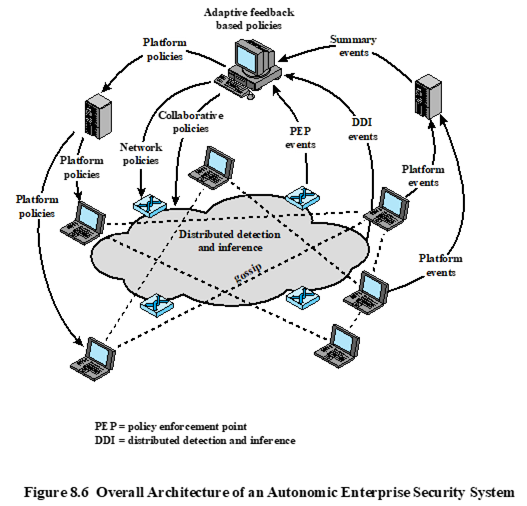 Adaptive feedback
based policies
Platform
policies
Summary
events
Collaborative
policies
Network
policies
PEP
events
DDI
events
Platform
policies
Platform
events
Platform
policies
Distributed detection
and inference
gossip
Platform
events
PEP = policy enforcement point
DDI = distributed detection and inference
Figure 8.6 Overall Architecture of an Autonomic Enterprise Security System